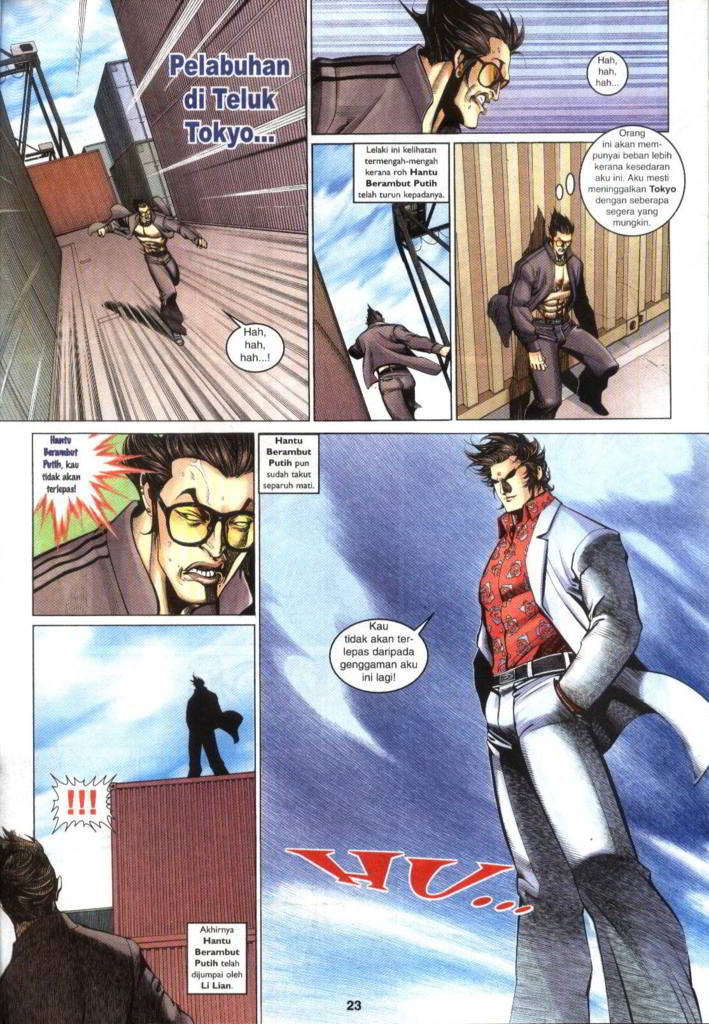 Pelabuhan
di Teluk
Tokyo...
Hah,
hah,
hah...!
Hah,
hah,
hah...
Lelaki ini kelihatan
termengah-mengah
kerana roh Hantu
Berambut Putih
telah turun kepadanya.
Orang
ini akan mem-
punyai beban lebih
kerana kesedaran
aku ini. Aku mesti
meninggalkan Tokyo
dengan seberapa
segera yang
mungkin.
Hantu
Berambut
Putih, kau
tidak akan
terlepas!
Hantu
Berambut
Putih pun
sudah takut
separuh mati.
Kau
tidak akan ter-
lepas daripada
genggaman aku
ini lagi!
!!!
Akhirnya
Hantu
Berambut
Putih telah
dijumpai oleh
Li Lian.
HU...
23